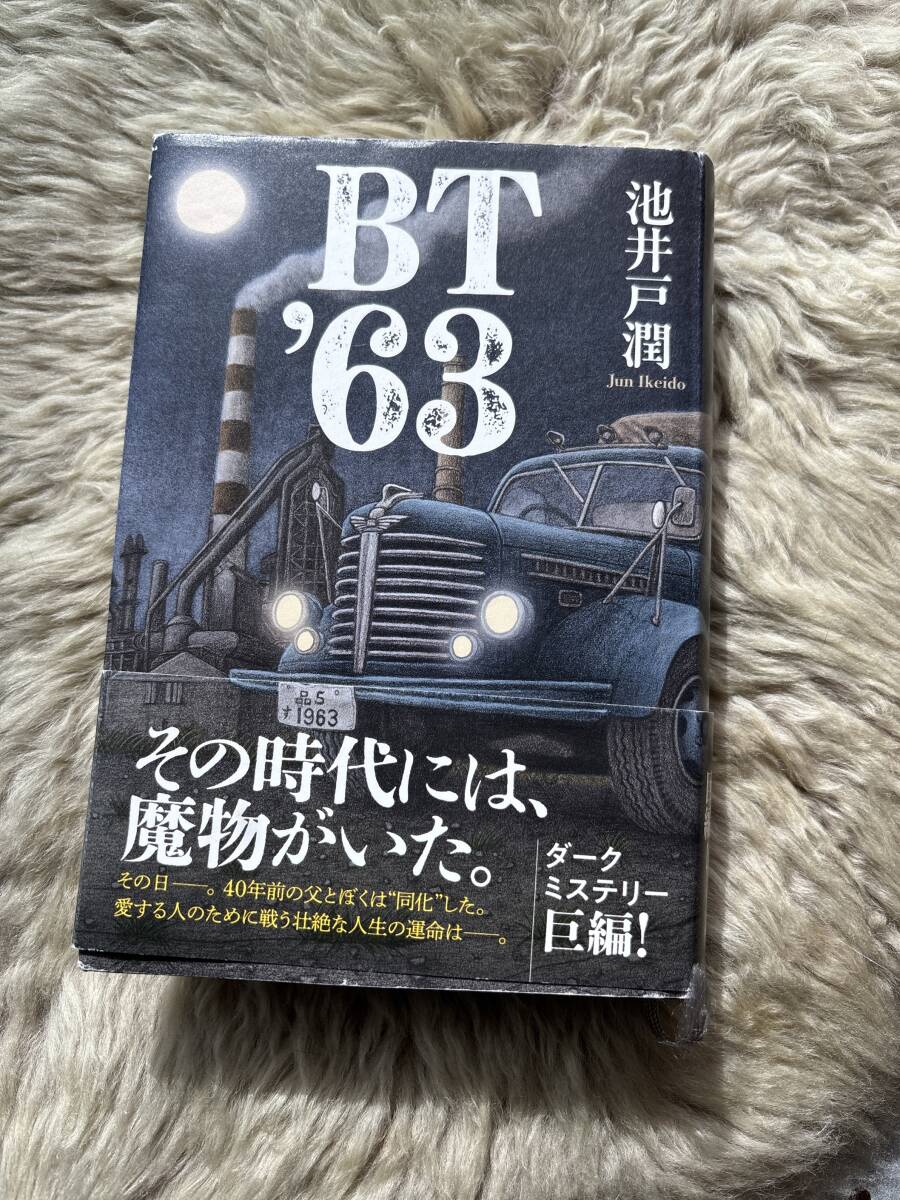 BT
’63
池井戸潤
Jun Ikeido
品5
す1963
その時代には、
魔物がいた。
その日──。40年前の父とぼくは“同化”した。
愛する人のために戦う壮絶な人生の運命は──。
ダーク
ミステリー
巨編!